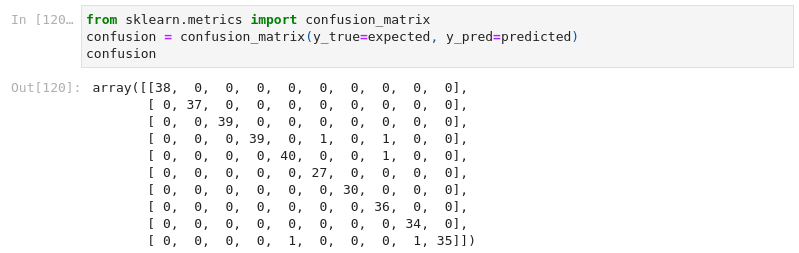 In [120… from sklearn.metrics import confusion_matrix
confusion = confusion_matrix(y_true=expected, y_pred=predicted)
confusion
Out[120]: array([[38,  0,  0,  0,  0,  0,  0,  0,  0,  0],
       [ 0, 37,  0,  0,  0,  0,  0,  0,  0,  0],
       [ 0,  0, 39,  0,  0,  0,  0,  0,  0,  0],
       [ 0,  0,  0, 39,  0,  1,  0,  1,  0,  0],
       [ 0,  0,  0,  0, 40,  0,  0,  1,  0,  0],
       [ 0,  0,  0,  0,  0, 27,  0,  0,  0,  0],
       [ 0,  0,  0,  0,  0,  0, 30,  0,  0,  0],
       [ 0,  0,  0,  0,  0,  0,  0, 36,  0,  0],
       [ 0,  0,  0,  0,  0,  0,  0,  0, 34,  0],
       [ 0,  0,  0,  0,  1,  0,  0,  0,  1, 35]])